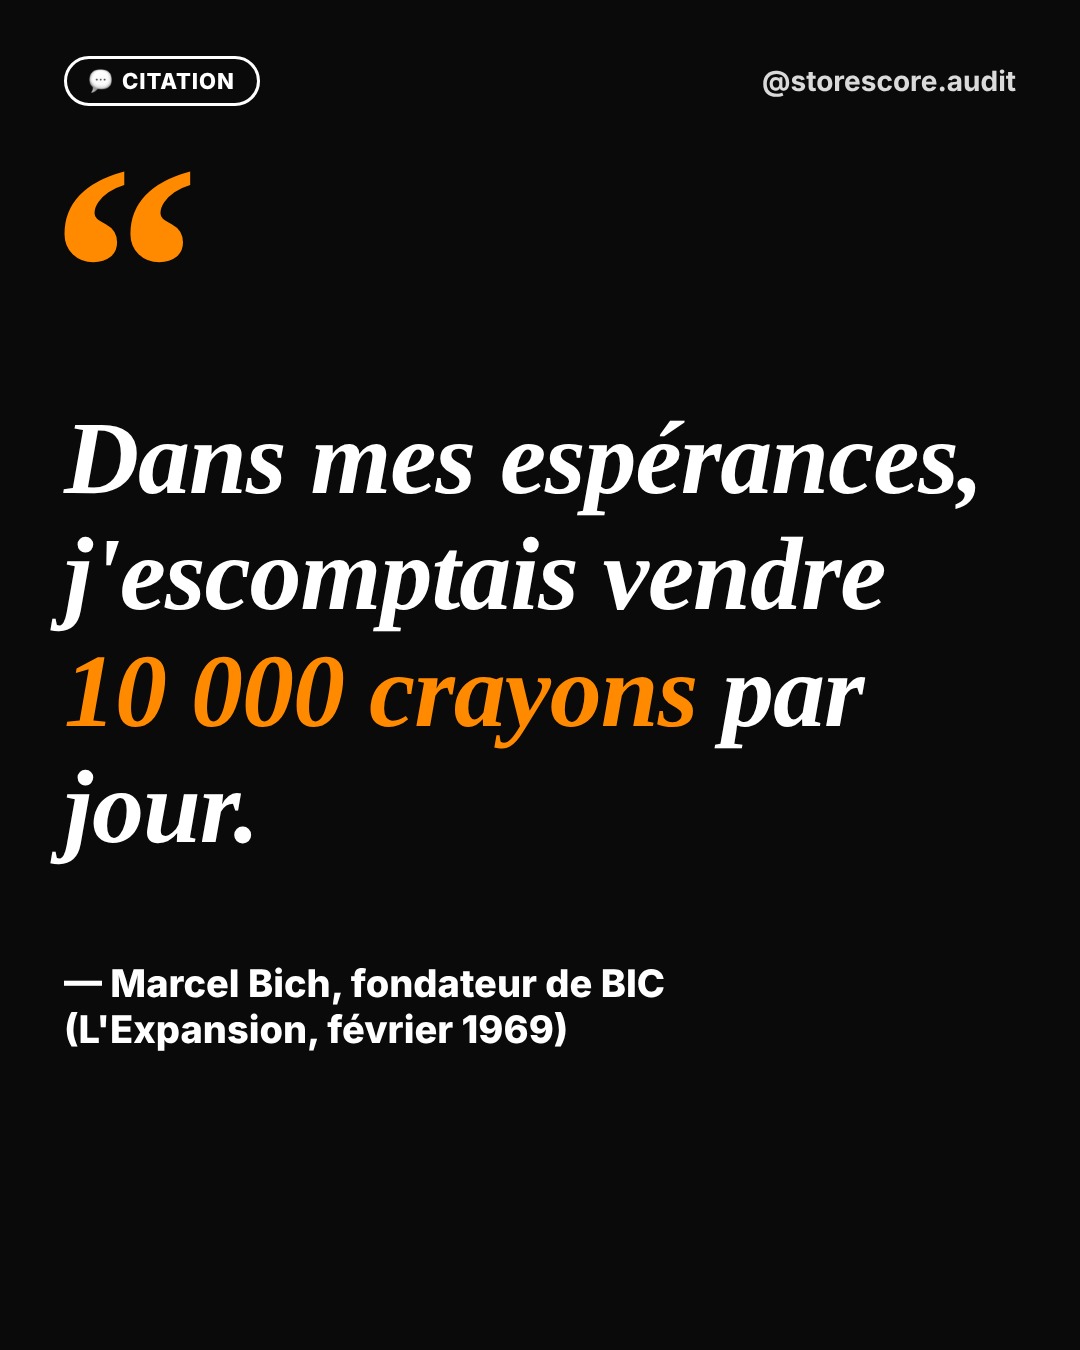 💬 CITATION
@storescore.audit
“
Dans mes espérances,
j'escomptais vendre
10 000 crayons par
jour.
— Marcel Bich, fondateur de BIC
(L'Expansion, février 1969)